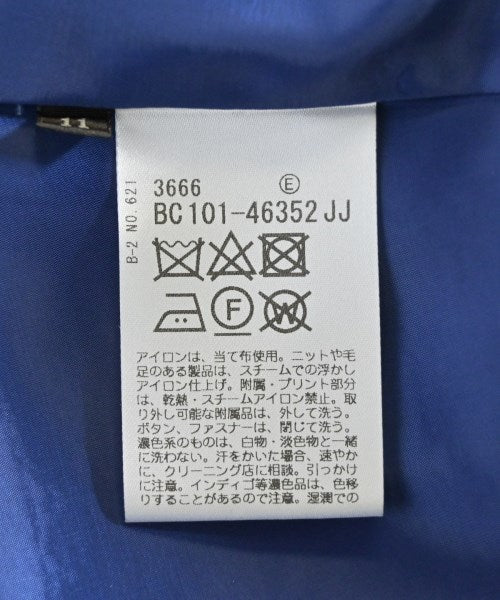 11
B-2 NO. 621
3666 Ⓔ
BC101-46352 JJ
F W
アイロンは、当て布使用。ニットや毛
足のある製品は、スチームでの浮かし
アイロン仕上げ。附属・プリント部分
は、乾熱・スチームアイロン禁止。取
り外し可能な附属品は、外して洗う。
ボタン、ファスナーは、閉じて洗う。
濃色系のものは、白物・淡色物と一緒
に洗わない。汗をかいた場合、速やか
に、クリーニング店に相談。引っかけ
に注意。インディゴ等濃色品は、色移
りすることがあるので注意。湿潤での